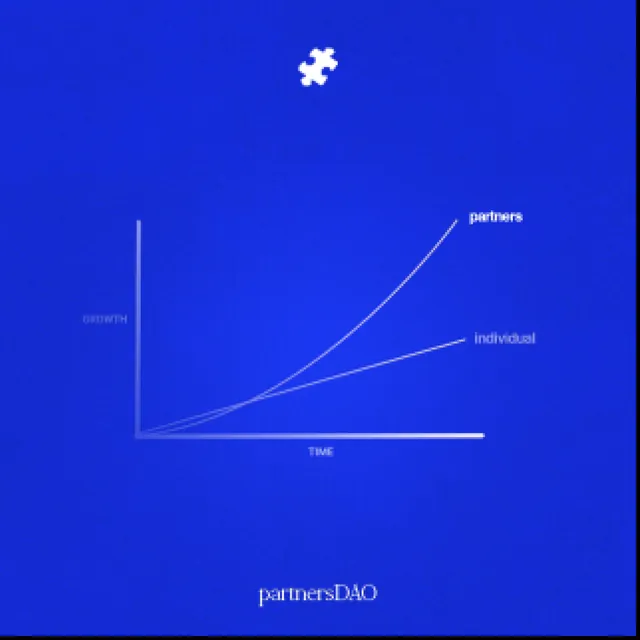 partners
GROWTH
individual
TIME
partnersDAO